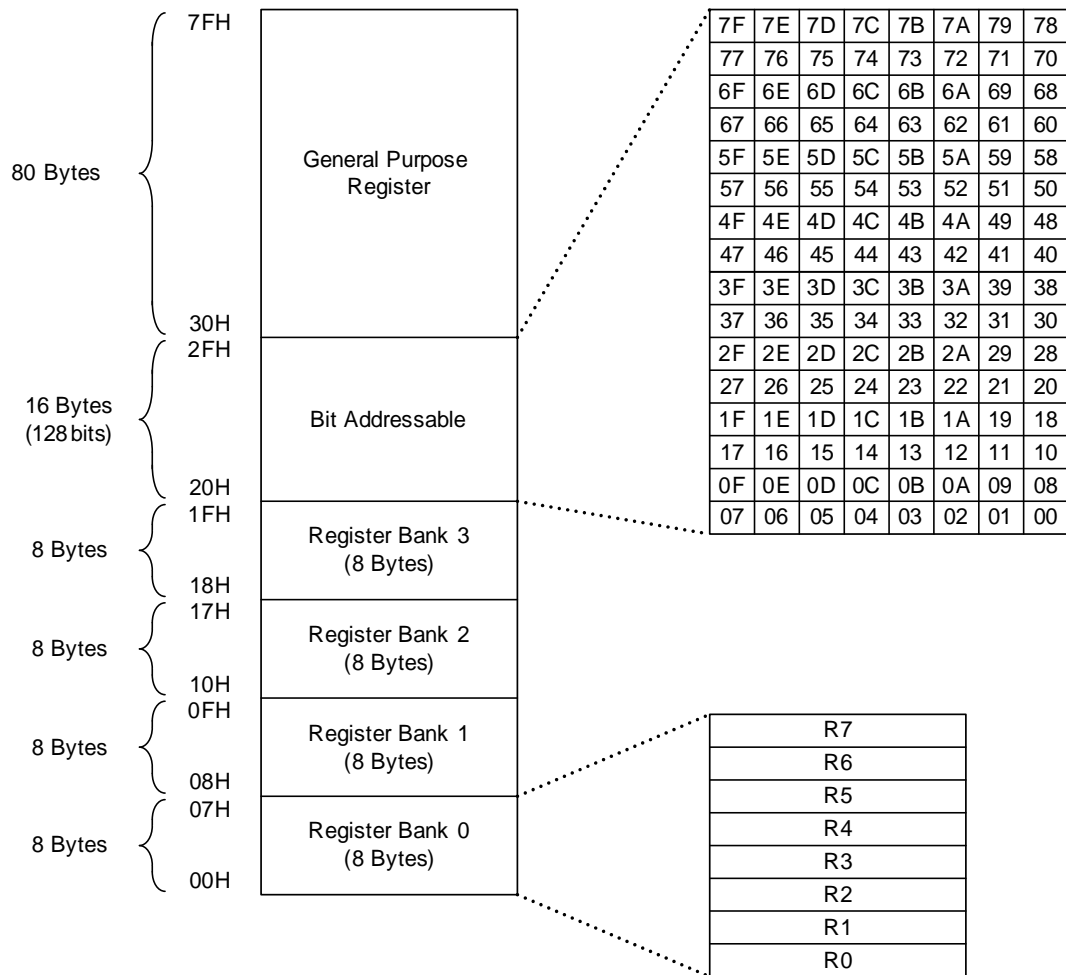 7FH
80 Bytes
General Purpose
Register
30H
2FH
16 Bytes
(128 bits)
Bit Addressable
20H
1FH
8 Bytes
Register Bank 3
(8 Bytes)
18H
17H
8 Bytes
Register Bank 2
(8 Bytes)
10H
0FH
8 Bytes
Register Bank 1
(8 Bytes)
08H
07H
8 Bytes
Register Bank 0
(8 Bytes)
00H
7F 7E 7D 7C 7B 7A 79 78
77 76 75 74 73 72 71 70
6F 6E 6D 6C 6B 6A 69 68
67 66 65 64 63 62 61 60
5F 5E 5D 5C 5B 5A 59 58
57 56 55 54 53 52 51 50
4F 4E 4D 4C 4B 4A 49 48
47 46 45 44 43 42 41 40
3F 3E 3D 3C 3B 3A 39 38
37 36 35 34 33 32 31 30
2F 2E 2D 2C 2B 2A 29 28
27 26 25 24 23 22 21 20
1F 1E 1D 1C 1B 1A 19 18
17 16 15 14 13 12 11 10
0F 0E 0D 0C 0B 0A 09 08
07 06 05 04 03 02 01 00
R7
R6
R5
R4
R3
R2
R1
R0